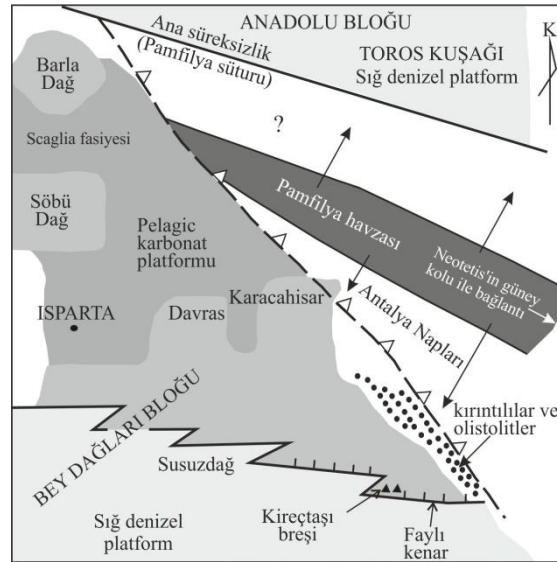 ANADOLU BLOĞU
K
Ana süreksizlik
(Pamfilya süturu)
TOROS KUŞAĞI
Sığ denizel platform
Barla
Dağ
?
Scaglia fasiyesi
Söbü
Dağ
Pelagic
karbonat
platformu
Pamfilya havzası
Neotetis'in güney
kolu ile bağlantı
Karacahisar
Antalya Napları
ISPARTA
Davras
kırıntılılar ve
olistolitler
BEY DAĞLARI BLOĞU
Susuzdağ
Sığ denizel
platform
Kireçtaşı
breşi
Faylı
kenar